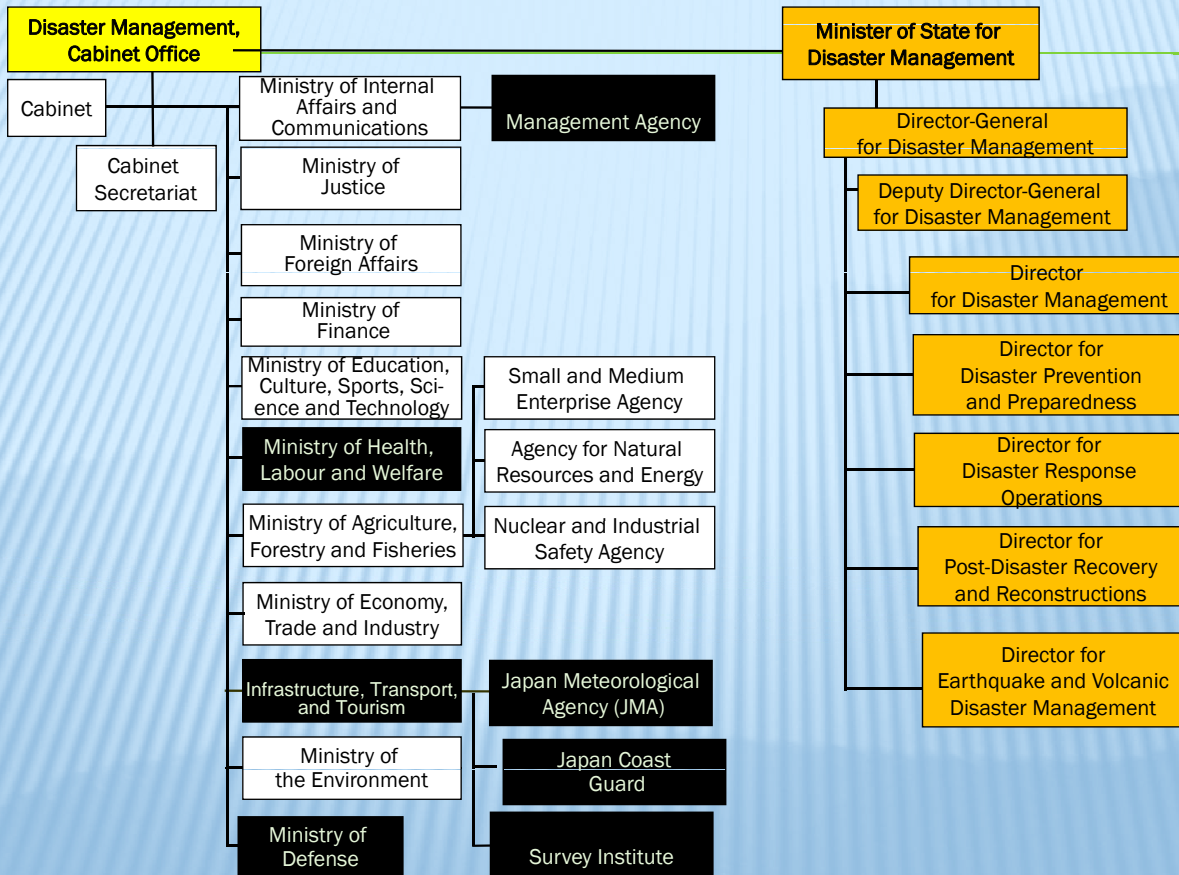 Disaster Management,
Cabinet Office
Minister of State for
Disaster Management
Cabinet
Cabinet
Secretariat
Ministry of Internal
Affairs and
Communications
Management Agency
Ministry of
Justice
Ministry of
Foreign Affairs
Ministry of
Finance
Ministry of Education,
Culture, Sports, Sci-
ence and Technology
Ministry of Health,
Labour and Welfare
Ministry of Agriculture,
Forestry and Fisheries
Small and Medium
Enterprise Agency
Agency for Natural
Resources and Energy
Nuclear and Industrial
Safety Agency
Ministry of Economy,
Trade and Industry
Infrastructure, Transport,
and Tourism
Japan Meteorological
Agency (JMA)
Japan Coast
Guard
Survey Institute
Ministry of
the Environment
Ministry of
Defense
Director-General
for Disaster Management
Deputy Director-General
for Disaster Management
Director
for Disaster Management
Director for
Disaster Prevention
and Preparedness
Director for
Disaster Response
Operations
Director for
Post-Disaster Recovery
and Reconstructions
Director for
Earthquake and Volcanic
Disaster Management